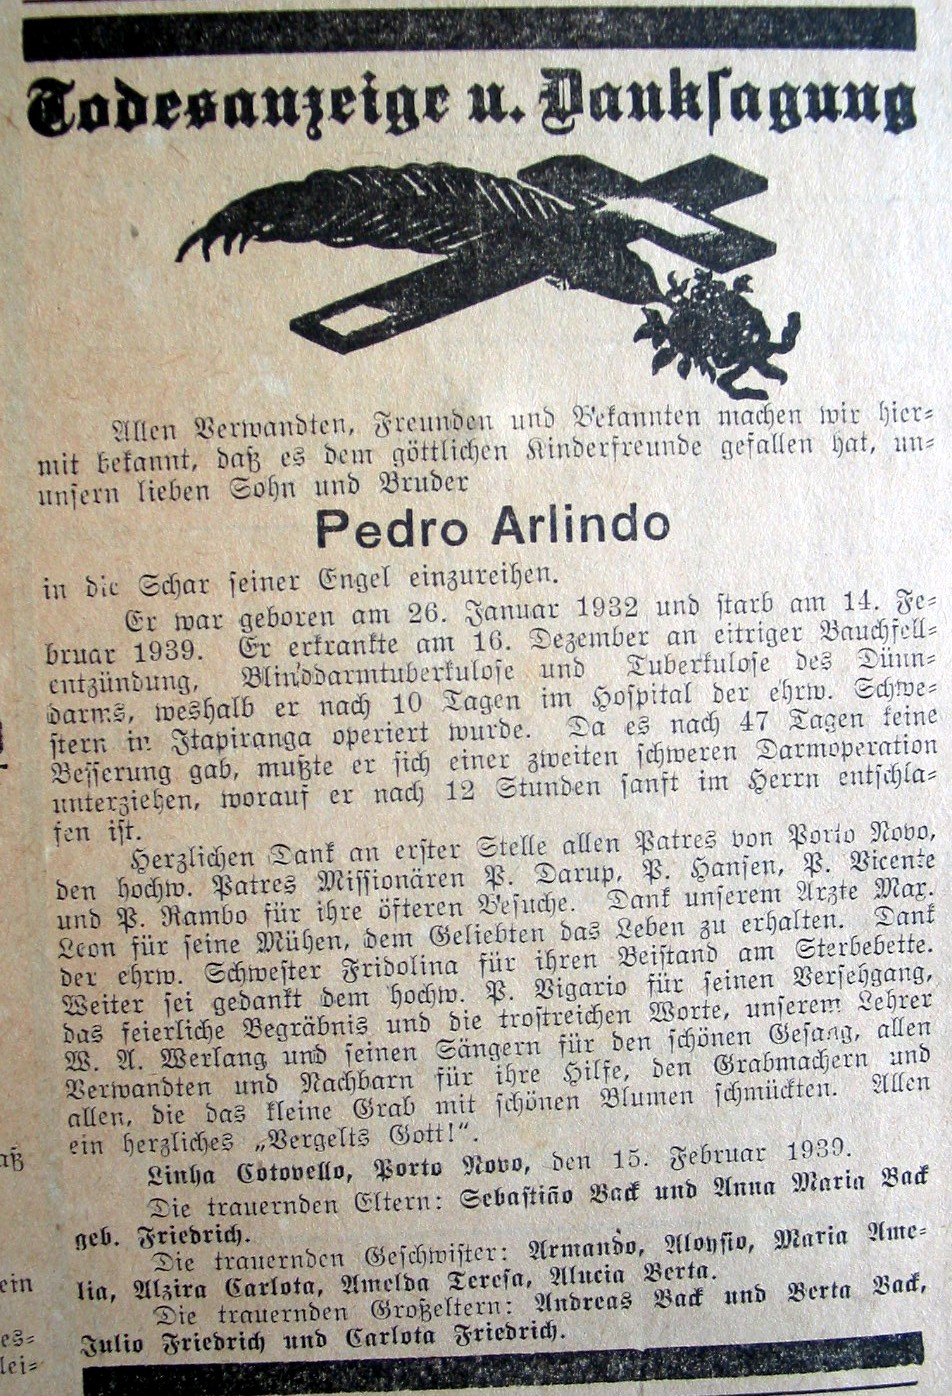 Todesanzeige u. Danksagung
Allen Verwandten, Freunden und Bekannten machen wir hier-
mit bekannt, daß es dem göttlichen Kinderfreunde gefallen hat, un-
unsern lieben Sohn und Bruder
Pedro Arlindo
in die Schar seiner Engel einzureihen.
Er war geboren am 26. Januar 1932 und starb am 14. Fe-
bruar 1939. Er erkrankte am 16. Dezember an eitriger Bauchfell-
entzündung, Blinddarmtuberkulose und Tuberkulose des Dünn-
darms, weshalb er nach 10 Tagen im Hospital der ehrw. Schwe-
stern in Itapiranga operiert wurde. Da es nach 47 Tagen keine
Besserung gab, mußte er sich einer zweiten schweren Darmoperation
unterziehen, worauf er nach 12 Stunden sanft im Herrn entschla-
fen ist.
Herzlichen Dank an erster Stelle allen Patres von Porto Novo,
den hochw. Patres Missionären P. Darup, P. Hansen, P. Vicente
und P. Rambo für ihre öfteren Besuche. Dank unserem Arzte Max.
Leon für seine Mühen, dem Geliebten das Leben zu erhalten. Dank
der ehrw. Schwester Fridolina für ihren Beistand am Sterbebette.
Weiter sei gedankt dem hochw. P. Vigario für seinen Versehgang,
das feierliche Begräbnis und die trostreichen Worte, unserem Lehrer
W. A. Werlang und seinen Sängern für den schönen Gesang, allen
Verwandten und Nachbarn für ihre Hilfe, den Grabmachern und
allen, die das kleine Grab mit schönen Blumen schmückten. Allen
ein herzliches „Vergelts Gott!“.
Linha Cotovello, Porto Novo, den 15. Februar 1939.
Die trauernden Eltern: Sebastião Back und Anna Maria Back
geb. Friedrich.
Die trauernden Geschwister: Armando, Aloysio, Maria Ame-
lia, Alzira Carlota, Amelda Teresa, Alucia Berta.
Die trauernden Großeltern: Andreas Back und Berta Back,
Julio Friedrich und Carlota Friedrich.
aß
ein
es-
lei-